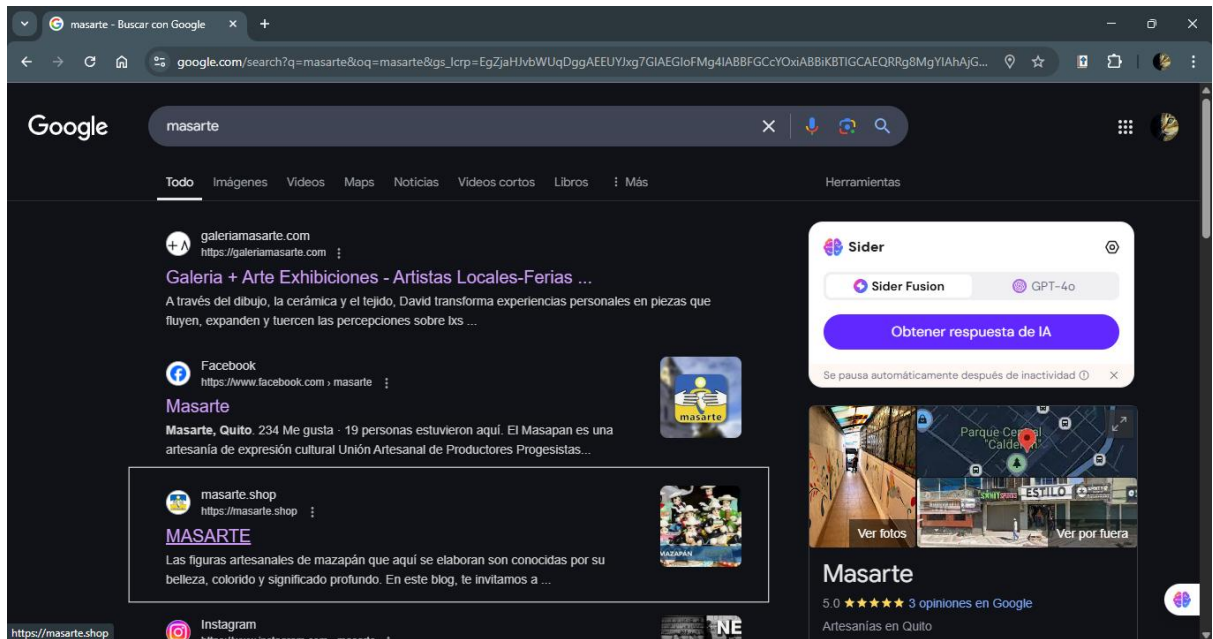 masarte - Buscar con Google
google.com/search?q=masarte&oq=masarte&gs_lcrp=EgZjaHJvbWUqDggAEEUYJxg7GIAEGIoFMg4IABBFGCcYOxiABBiKBTIGCAEQRRg8MgYIAhAjG...
Google
masarte
Todo Imágenes Videos Maps Noticias Videos cortos Libros Más Herramientas
galeriamasarte.com
https://galeriamasarte.com
Galeria + Arte Exhibiciones - Artistas Locales-Ferias ...
A través del dibujo, la cerámica y el tejido, David transforma experiencias personales en piezas que
fluyen, expanden y tuercen las percepciones sobre lxs ...
Facebook
https://www.facebook.com › masarte
Masarte
Masarte, Quito. 234 Me gusta · 19 personas estuvieron aquí. El Masapan es una
artesanía de expresión cultural Unión Artesanal de Productores Progesistas...
masarte
masarte.shop
https://masarte.shop
MASARTE
Las figuras artesanales de mazapán que aquí se elaboran son conocidas por su
belleza, colorido y significado profundo. En este blog, te invitamos a ...
MAZAPÁN
Instagram
NE
https://masarte.shop
Sider
Sider Fusion GPT-4o
Obtener respuesta de IA
Se pausa automáticamente después de inactividad
Parque Central
"Calderón"
ESTILO
Ver fotos
Ver por fuera
Masarte
5.0 ★★★★★ 3 opiniones en Google
Artesanías en Quito